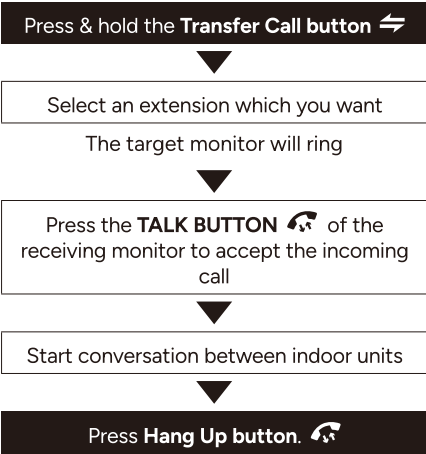 Press & hold the Transfer Call button
Select an extension which you want
The target monitor will ring
Press the TALK BUTTON of the
receiving monitor to accept the incoming
call
Start conversation between indoor units
Press Hang Up button.